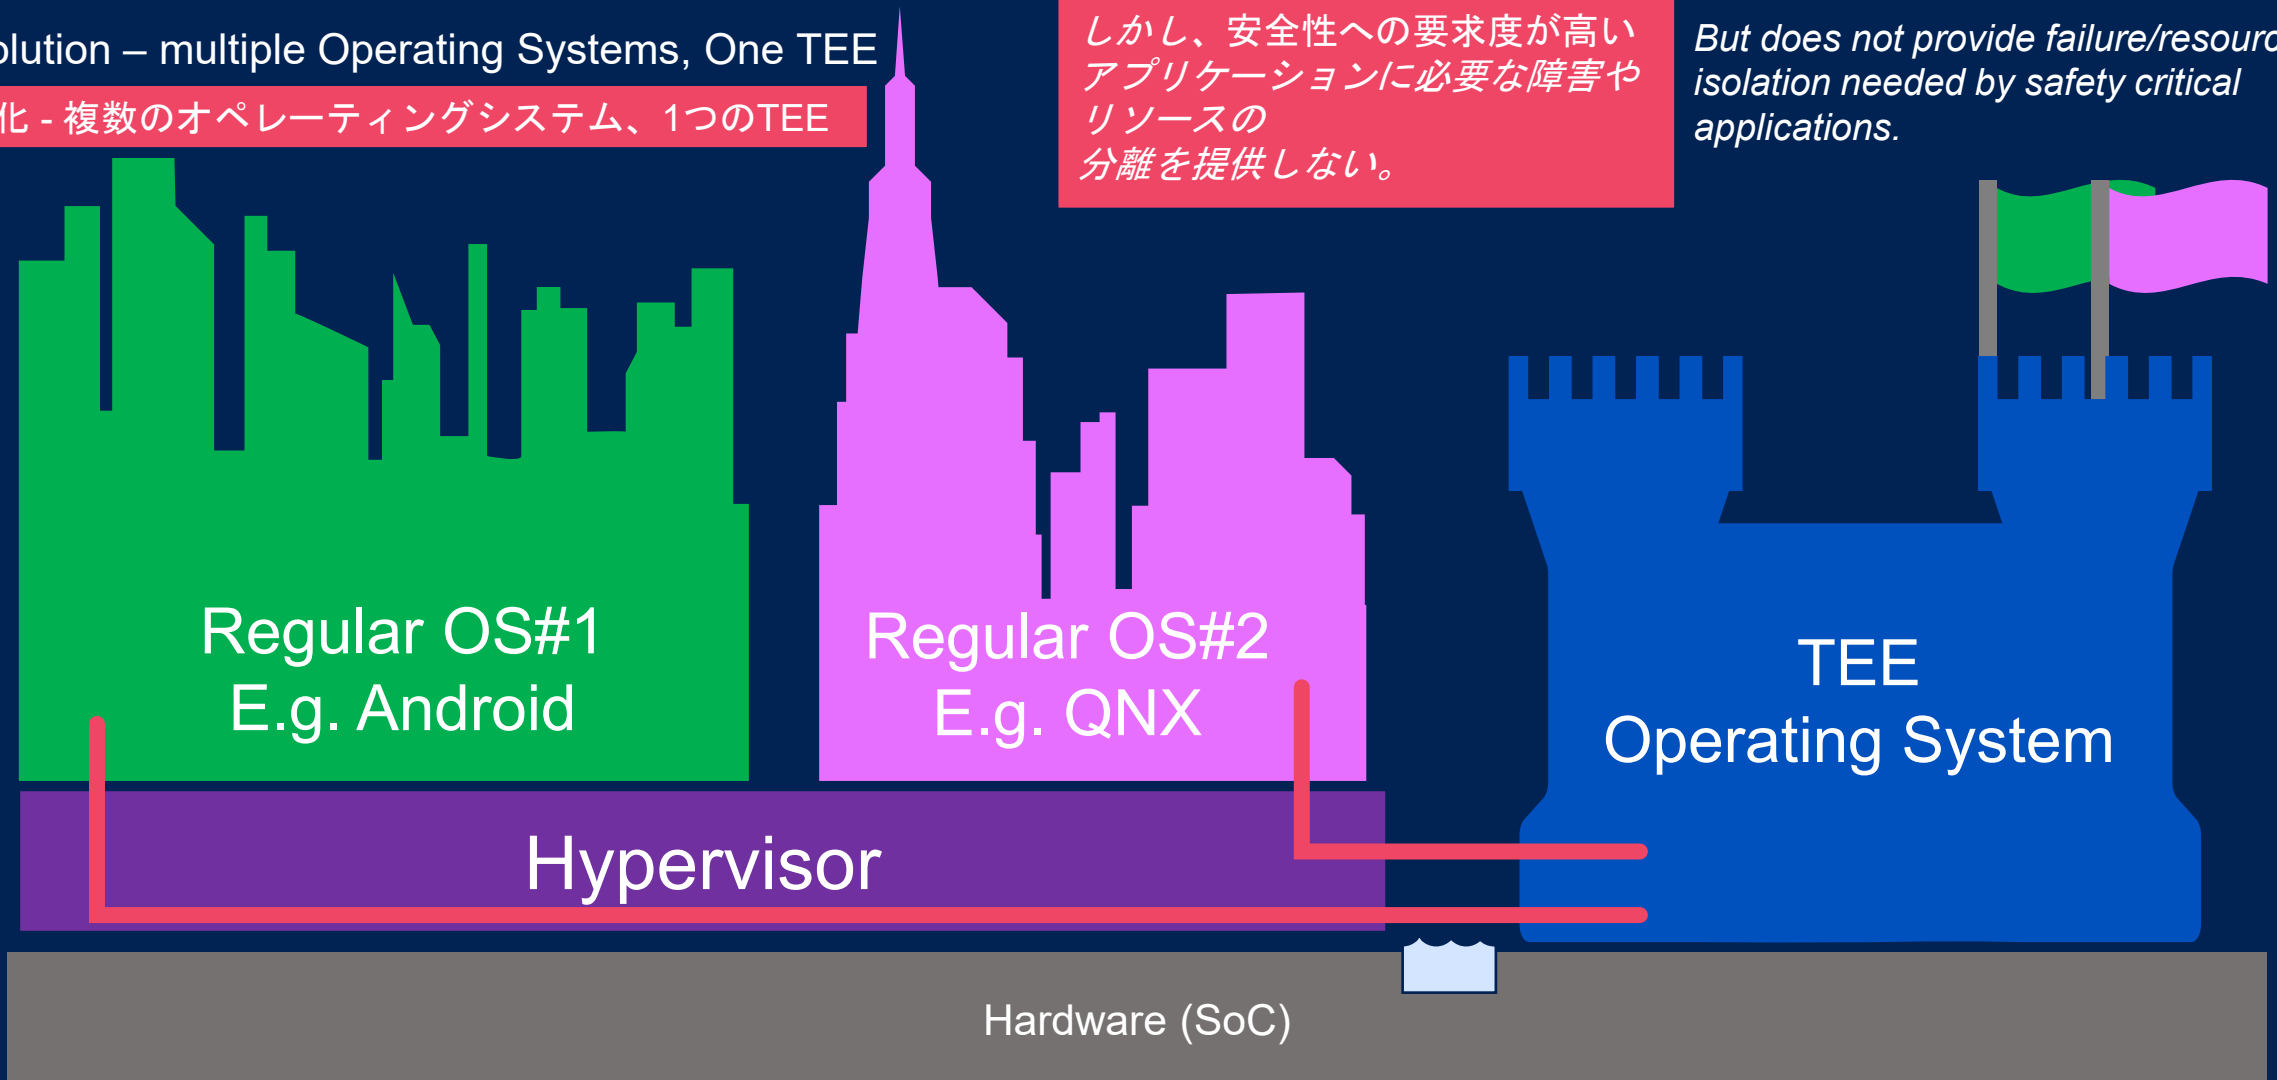 – multiple Operating Systems, One TEE
化 - 複数のオペレーティングシステム、1つのTEE
しかし、安全性への要求度が高い
アプリケーションに必要な障害や
リソースの
分離を提供しない。
But does not provide
isolation needed by safety critical
applications.
Regular OS#1
E.g. Android
Regular OS#2
E.g. QNX
TEE
Operating System
Hypervisor
Hardware (SoC)